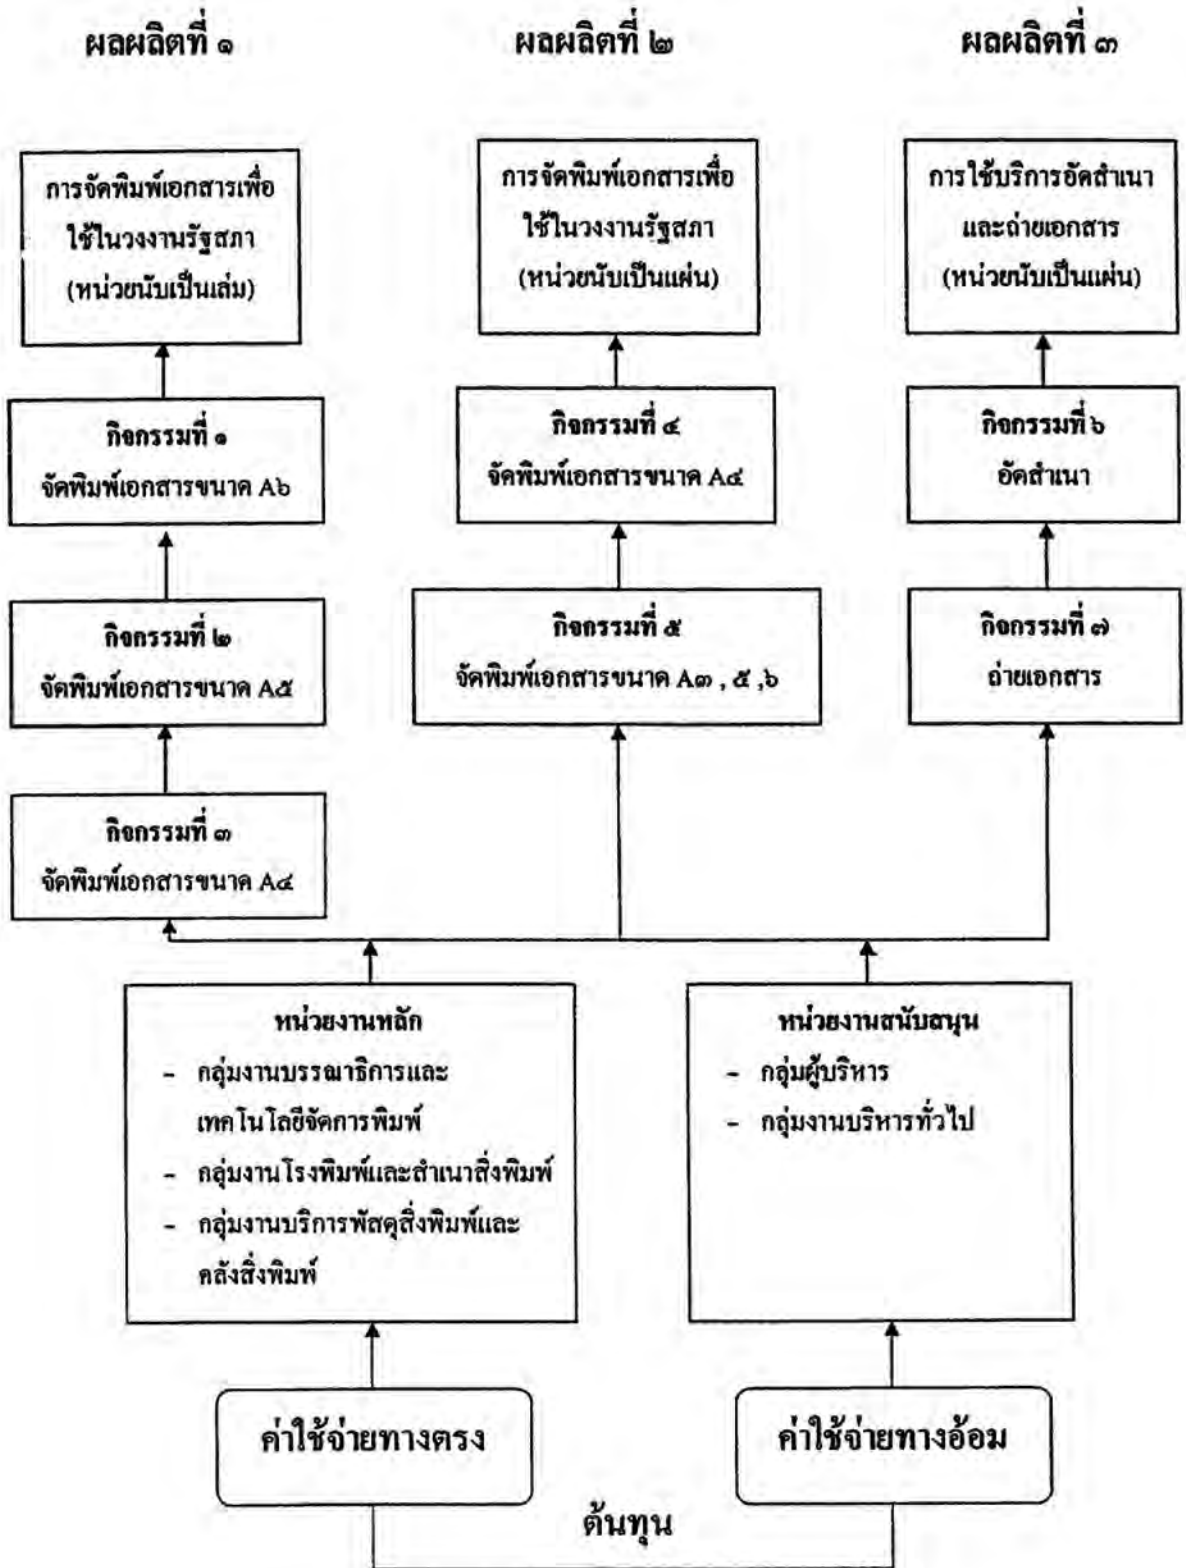 ผลผลิตที่ ๑
ผลผลิตที่ ๒
ผลผลิตที่ ๓
การจัดพิมพ์เอกสารเพื่อ
ใช้ในวงงานรัฐสภา
(หน่วยนับเป็นเล่ม)
การจัดพิมพ์เอกสารเพื่อ
ใช้ในวงงานรัฐสภา
(หน่วยนับเป็นแผ่น)
การใช้บริการอัดสำเนา
และถ่ายเอกสาร
(หน่วยนับเป็นแผ่น)
กิจกรรมที่ ๑
จัดพิมพ์เอกสารขนาด A๖
กิจกรรมที่ ๔
จัดพิมพ์เอกสารขนาด A๔
กิจกรรมที่ ๖
อัดสำเนา
กิจกรรมที่ ๒
จัดพิมพ์เอกสารขนาด A๕
กิจกรรมที่ ๕
จัดพิมพ์เอกสารขนาด A๓ , ๕ ,๖
กิจกรรมที่ ๗
ถ่ายเอกสาร
กิจกรรมที่ ๓
จัดพิมพ์เอกสารขนาด A๔
หน่วยงานหลัก
- กลุ่มงานบรรณาธิการและ
เทคโนโลยีจัดการพิมพ์
- กลุ่มงานโรงพิมพ์และสำเนาสิ่งพิมพ์
- กลุ่มงานบริการพัสดุสิ่งพิมพ์และ
คลังสิ่งพิมพ์
หน่วยงานสนับสนุน
- กลุ่มผู้บริหาร
- กลุ่มงานบริหารทั่วไป
ค่าใช้จ่ายทางตรง
ค่าใช้จ่ายทางอ้อม
ต้นทุน